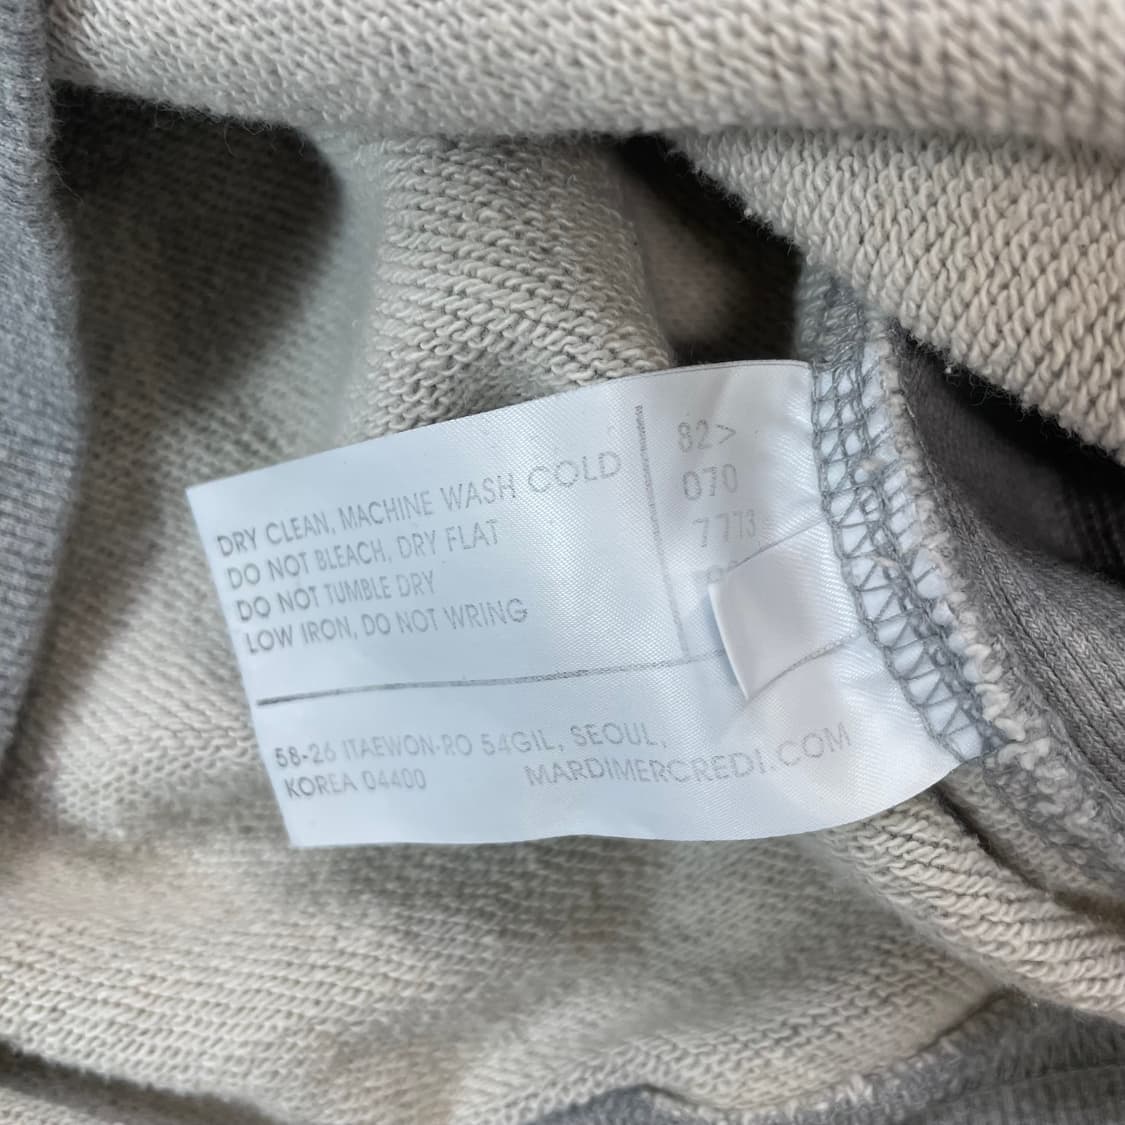 DRY CLEAN, MACHINE WASH COLD
DO NOT BLEACH, DRY FLAT
DO NOT TUMBLE DRY
LOW IRON, DO NOT WRING
82>
070
7773
58-26 ITAEWON-RO 54GIL, SEOUL,
KOREA 04400
MARDIMERCREDI.COM